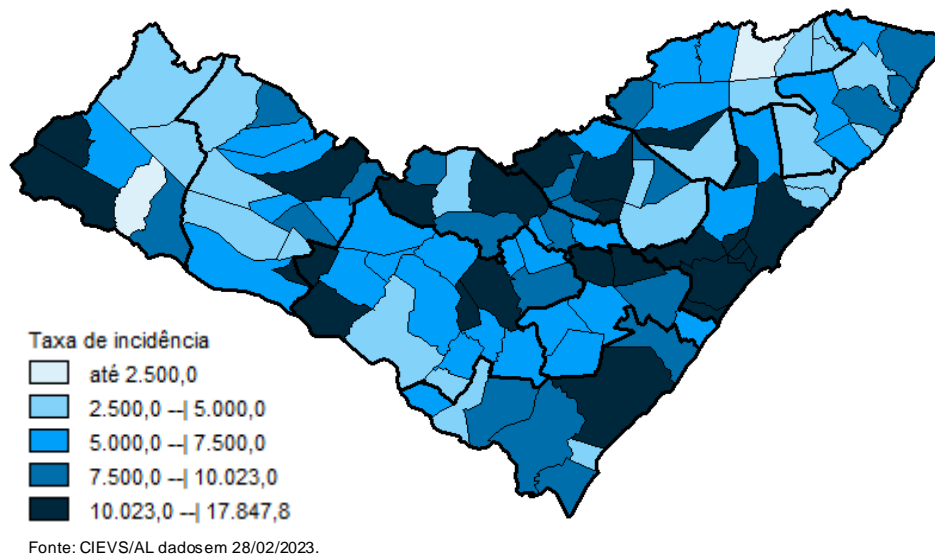 Taxa de incidência
até 2.500,0
2.500,0 --| 5.000,0
5.000,0 --| 7.500,0
7.500,0 --| 10.023,0
10.023,0 --| 17.847,8
Fonte: CIEVS/AL dadosem 28/02/2023.